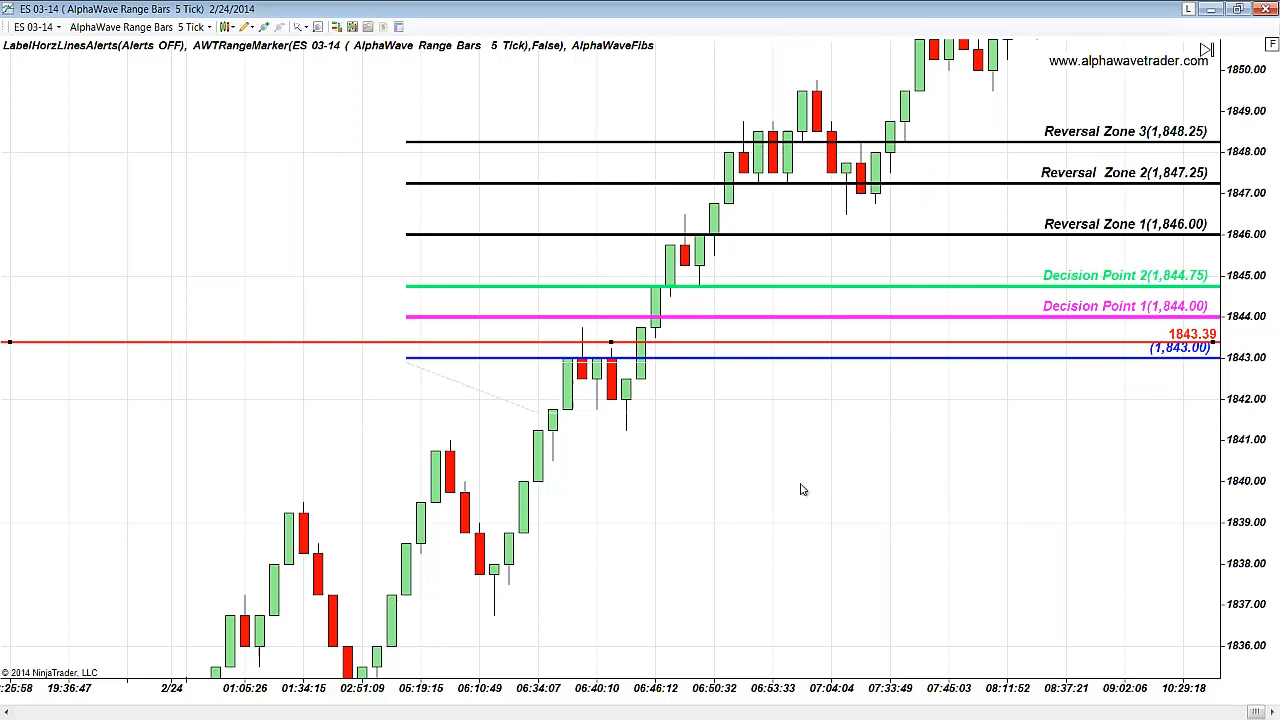 ES 03-14 ( AlphaWave Range Bars  5 Tick)  2/24/2014
L
ES 03-14  AlphaWave Range Bars  5 Tick
LabelHorzLinesAlerts(Alerts OFF), AWTRangeMarker(ES 03-14 ( AlphaWave Range Bars  5 Tick),False), AlphaWaveFibs
F
www.alphawavetrader.com
1850.00
1849.00
Reversal Zone 3(1,848.25)
1848.00
Reversal  Zone 2(1,847.25)
1847.00
Reversal Zone 1(1,846.00)
1846.00
Decision Point 2(1,844.75)
1845.00
Decision Point 1(1,844.00)
1844.00
1843.39
(1,843.00)
1843.00
1842.00
1841.00
1840.00
1839.00
1838.00
1837.00
1836.00
© 2014 NinjaTrader, LLC
:25:58 19:36:47 2/24 01:05:26 01:34:15 02:51:09 05:19:15 06:10:49 06:34:07 06:40:10 06:46:12 06:50:32 06:53:33 07:04:04 07:33:49 07:45:03 08:11:52 08:37:21 09:02:06 10:29:18